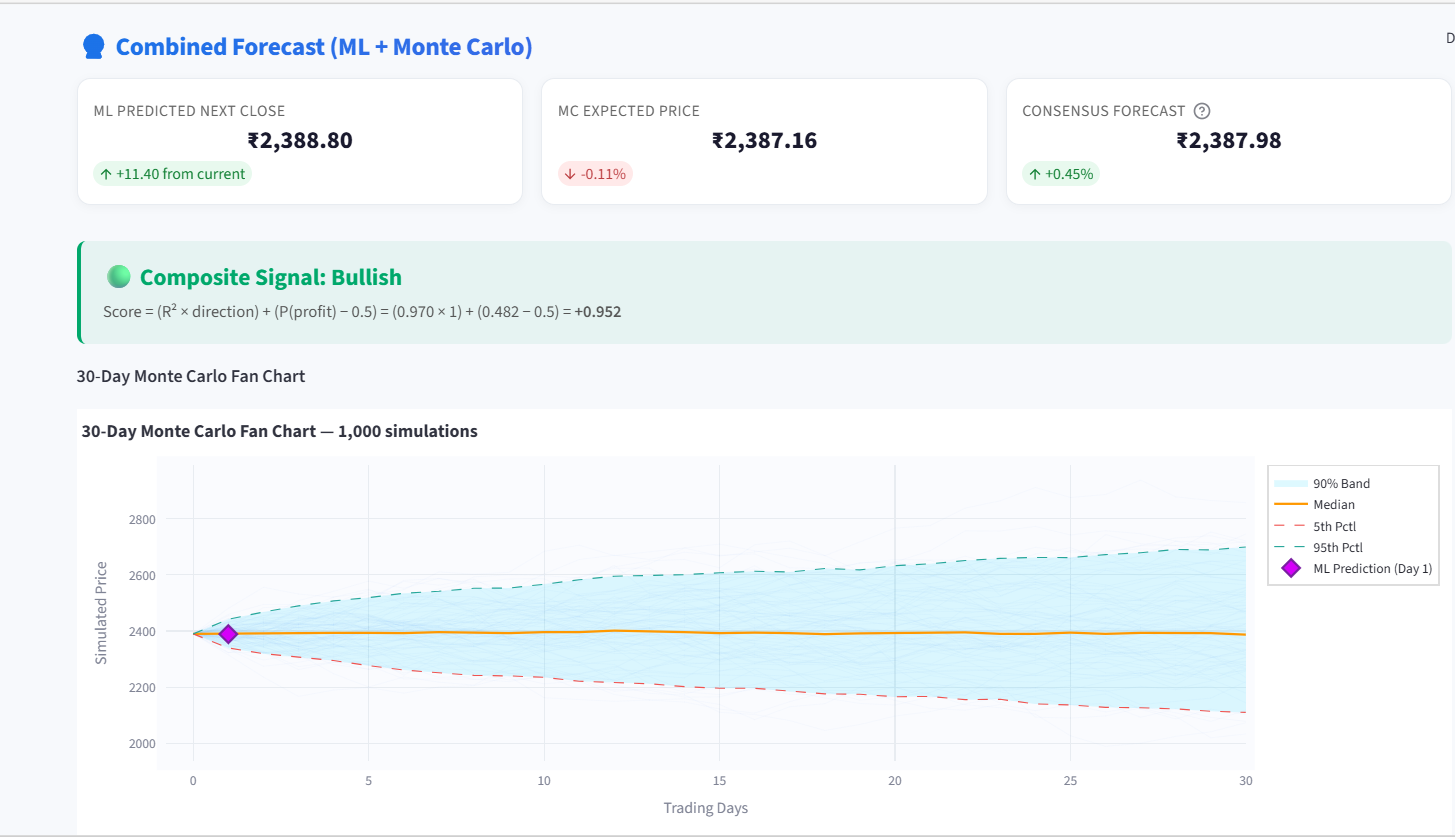 Combined Forecast (ML + Monte Carlo)
D
ML PREDICTED NEXT CLOSE
₹2,388.80
↑ +11.40 from current
MC EXPECTED PRICE
₹2,387.16
↓ -0.11%
CONSENSUS FORECAST ?
₹2,387.98
↑ +0.45%
Composite Signal: Bullish
Score = (R² × direction) + (P(profit) − 0.5) = (0.970 × 1) + (0.482 − 0.5) = +0.952
30-Day Monte Carlo Fan Chart
30-Day Monte Carlo Fan Chart — 1,000 simulations
Simulated Price
2800
2600
2400
2200
2000
0 5 10 15 20 25 30
Trading Days
90% Band
Median
5th Pctl
95th Pctl
ML Prediction (Day 1)